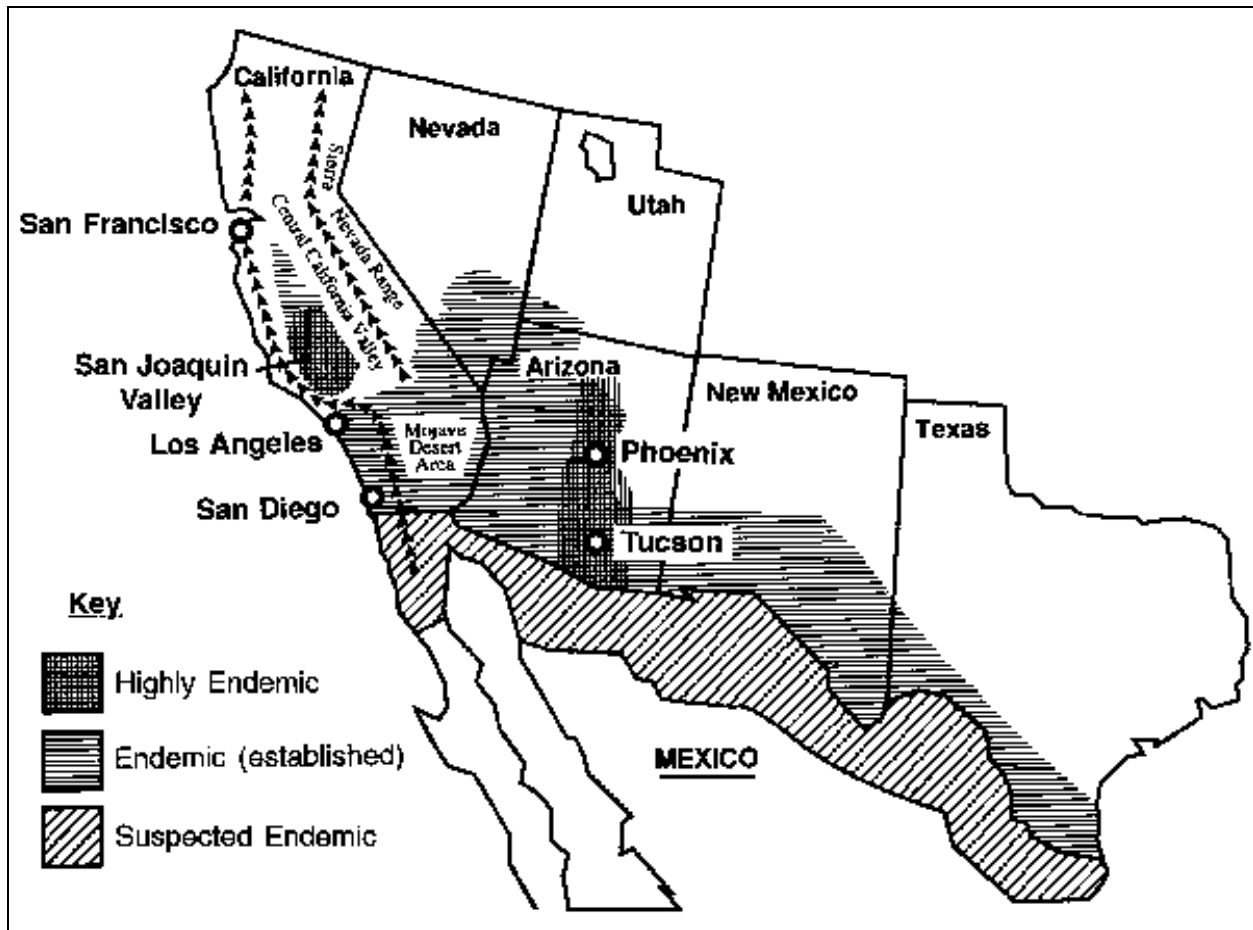 California
Nevada
Utah
Sierra
Nevada Range
Central California Valley
San Francisco
San Joaquin
Valley
Los Angeles
San Diego
Mojave
Desert
Area
Arizona
New Mexico
Texas
Phoenix
Tucson
MEXICO
Key
Highly Endemic
Endemic (established)
Suspected Endemic